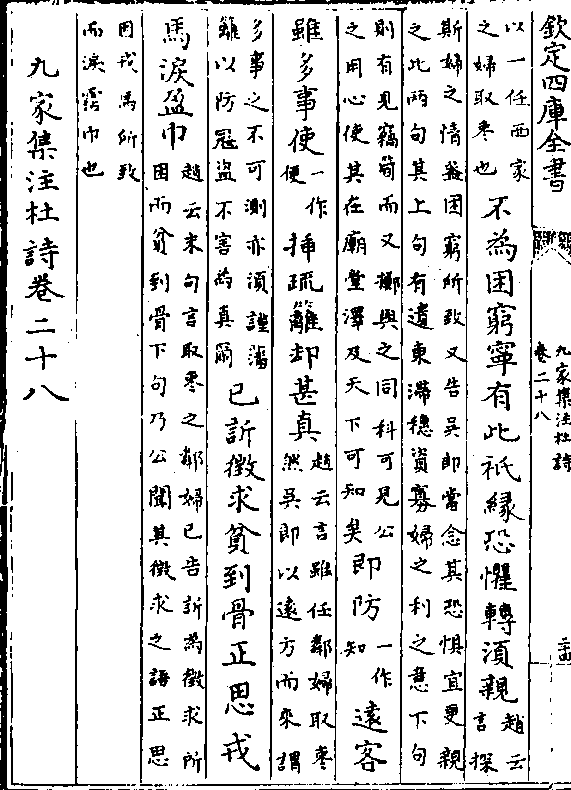 欽定四庫全書
九家集注杜詩
卷二十八
以一任西家
之婦取棗也
不為困窮寧有此祇縁恐懼轉須親
趙云
言探
斯婦之情盖困窮所致又告吳郎當念其恐惧宜更親
之此兩句其上句有遺秉滯穗資寡婦之利之意下句
則有見竊筍而又擲與之同科可見公
之用心使其在廟堂澤及天下可知矣
即防
一作
知
遠客
雖多事使
一作
便
挿疏籬却甚真
趙云言雖任鄰婦取棗
然吳郎以遠方而來謂
多事之不可測亦須謹藩
籬以防冦盜不害為真爾
已訴徴求貧到骨正思戎
馬淚盈巾
趙云末句言取棗之鄰婦已告訴為徴求所
困而貧到骨下句乃公聞其徴求之語正思
因戎馬所致
而淚霑巾也
九家集注杜詩卷二十八